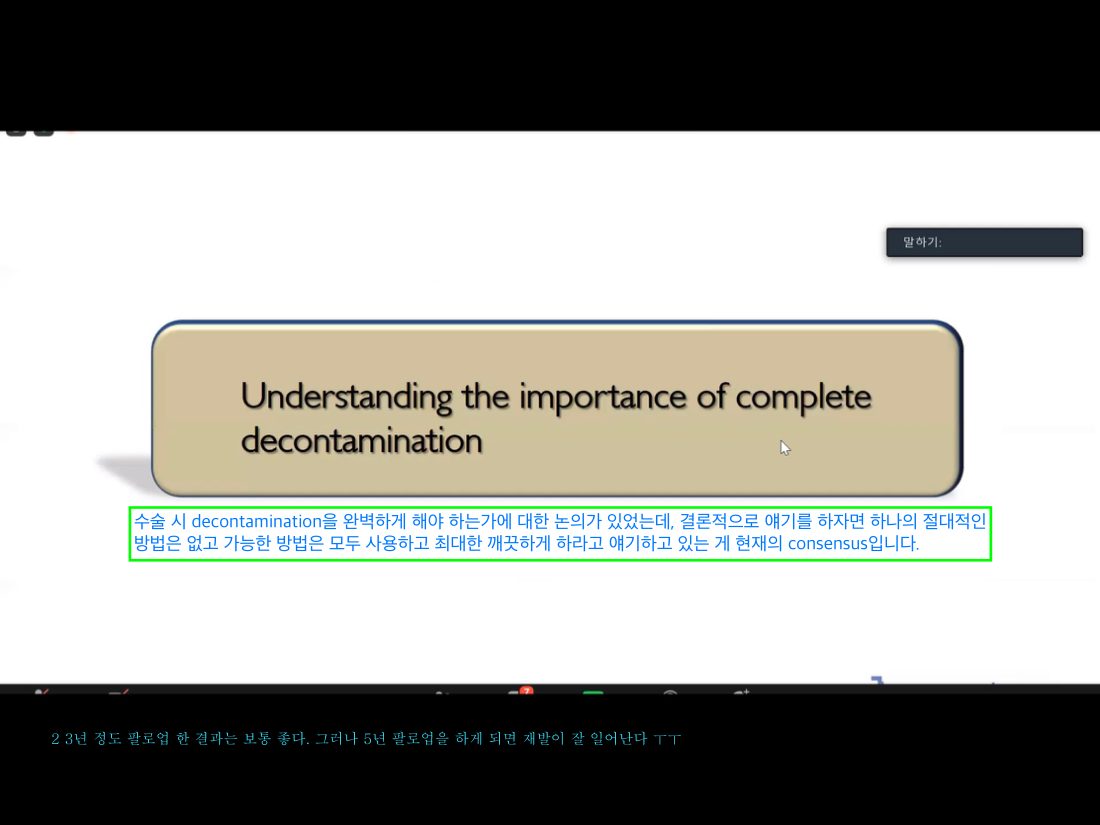 말하기:
Understanding the importance of complete
decontamination
수술 시 decontamination을 완벽하게 해야 하는가에 대한 논의가 있었는데, 결론적으로 얘기를 하자면 하나의 절대적인
방법은 없고 가능한 방법은 모두 사용하고 최대한 깨끗하게 하라고 얘기하고 있는 게 현재의 consensus입니다.
7
2 3년 정도 팔로업 한 결과는 보통 좋다. 그러나 5년 팔로업을 하게 되면 재발이 잘 일어난다 ㅜㅜ